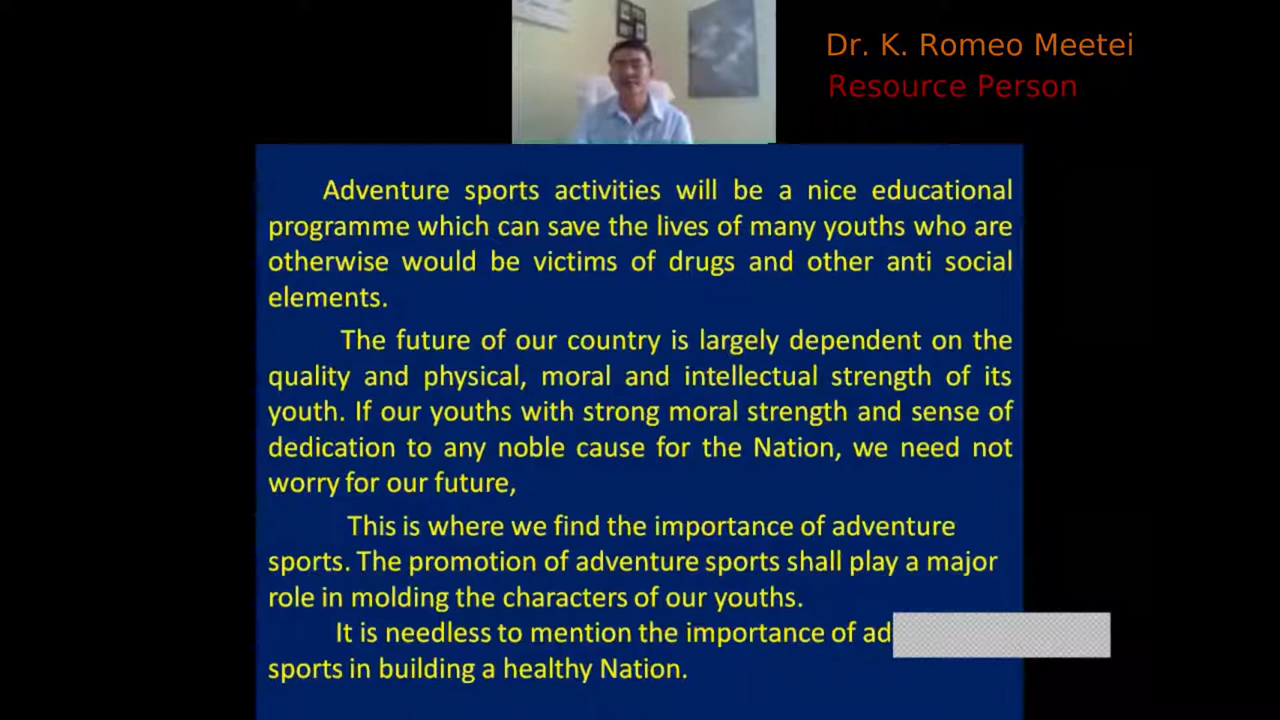 Dr. K. Romeo Meetei
Resource Person
Adventure sports activities will be a nice educational
programme which can save the lives of many youths who are
otherwise would be victims of drugs and other anti social
elements.
The future of our country is largely dependent on the
quality and physical, moral and intellectual strength of its
youth. If our youths with strong moral strength and sense of
dedication to any noble cause for the Nation, we need not
worry for our future,
This is where we find the importance of adventure
sports. The promotion of adventure sports shall play a major
role in molding the characters of our youths.
It is needless to mention the importance of
sports in building a healthy Nation.